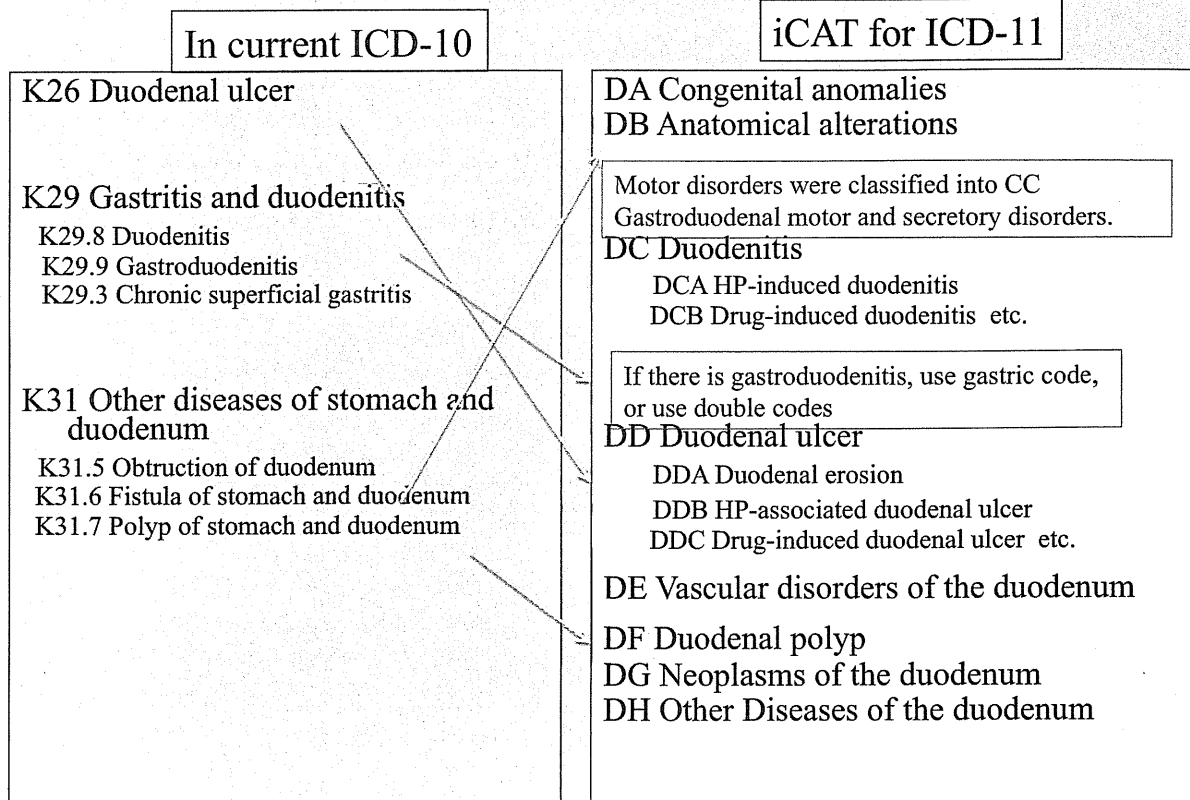 In current ICD-10
K26 Duodenal ulcer
K29 Gastritis and duodenitis
K29.8 Duodenitis
K29.9 Gastroduodenitis
K29.3 Chronic superficial gastritis
K31 Other diseases of stomach and
duodenum
K31.5 Obtruction of duodenum
K31.6 Fistula of stomach and duodenum
K31.7 Polyp of stomach and duodenum
iCAT for ICD-11
DA Congenital anomalies
DB Anatomical alterations
Motor disorders were classified into CC
Gastroduodenal motor and secretory disorders.
DC Duodenitis
DCA HP-induced duodenitis
DCB Drug-induced duodenitis etc.
If there is gastroduodenitis, use gastric code,
or use double codes
DD Duodenal ulcer
DDA Duodenal erosion
DDB HP-associated duodenal ulcer
DDC Drug-induced duodenal ulcer etc.
DE Vascular disorders of the duodenum
DF Duodenal polyp
DG Neoplasms of the duodenum
DH Other Diseases of the duodenum